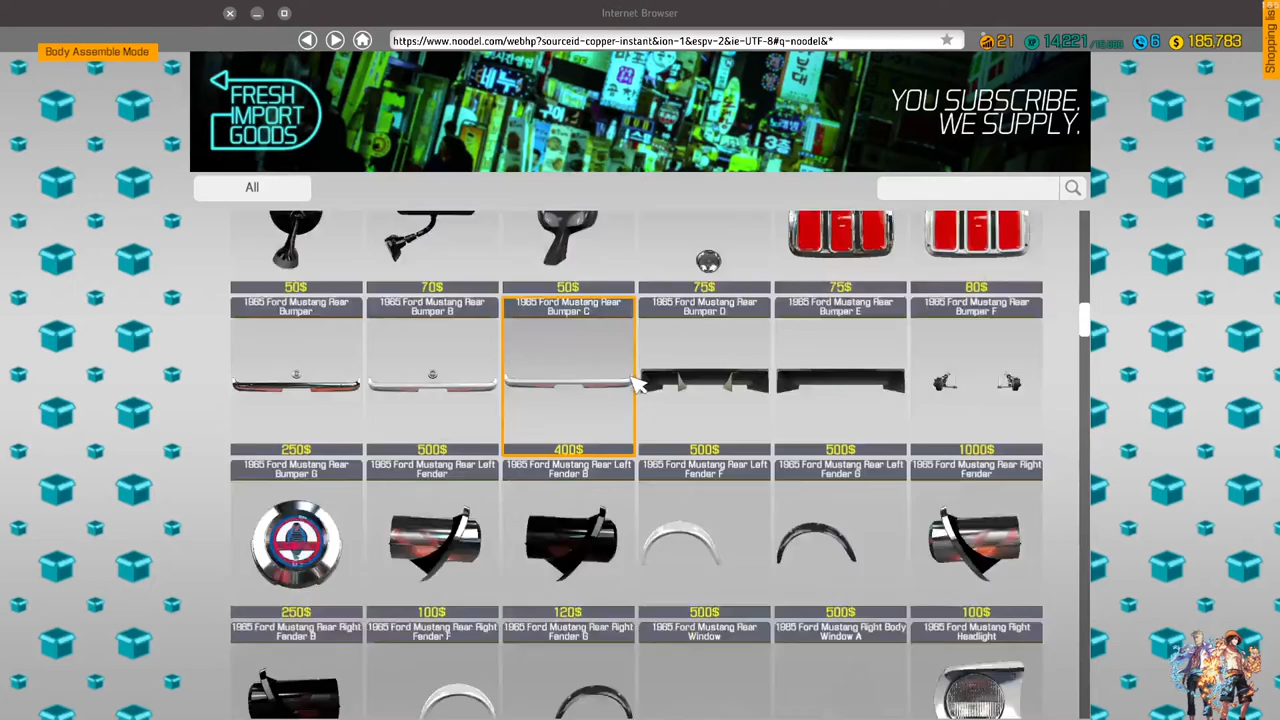 Internet Browser
Body Assemble Mode
https://www.noodel.com/webhp?sourceid-copper-instant&ion-1&espv-2&ie-UTF-8#q-noodel&*
21
14,221
6
185,783
Shopping list
FRESH
IMPORT
GOODS
YOU SUBSCRIBE,
WE SUPPLY.
All
50$
70$
50$
75$
75$
80$
1965 Ford Mustang Rear
Bumper
1965 Ford Mustang Rear
Bumper B
1965 Ford Mustang Rear
Bumper C
1965 Ford Mustang Rear
Bumper D
1965 Ford Mustang Rear
Bumper E
1965 Ford Mustang Rear
Bumper F
250$
500$
400$
500$
500$
1000$
1965 Ford Mustang Rear
Bumper G
1965 Ford Mustang Rear Left
Fender
1965 Ford Mustang Rear Left
Fender B
1965 Ford Mustang Rear Left
Fender F
1965 Ford Mustang Rear Left
Fender G
1965 Ford Mustang Rear Right
Fender
250$
100$
120$
500$
500$
100$
1965 Ford Mustang Rear Right
Fender B
1965 Ford Mustang Rear Right
Fender F
1965 Ford Mustang Rear Right
Fender G
1965 Ford Mustang Rear
Window
1965 Ford Mustang Right Body
Window A
1965 Ford Mustang Right
Headlight